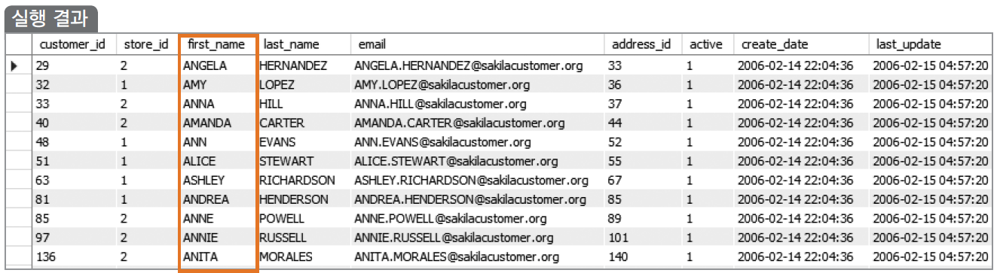 실행 결과
customer_id store_id first_name last_name email address_id active create_date last_update
29 2 ANGELA HERNANDEZ ANGELA.HERNANDEZ@sakilacustomer.org 33 1 2006-02-14 22:04:36 2006-02-15 04:57:20
32 1 AMY LOPEZ AMY.LOPEZ@sakilacustomer.org 36 1 2006-02-14 22:04:36 2006-02-15 04:57:20
33 2 ANNA HILL ANNA.HILL@sakilacustomer.org 37 1 2006-02-14 22:04:36 2006-02-15 04:57:20
40 2 AMANDA CARTER AMANDA.CARTER@sakilacustomer.org 44 1 2006-02-14 22:04:36 2006-02-15 04:57:20
48 1 ANN EVANS ANN.EVANS@sakilacustomer.org 52 1 2006-02-14 22:04:36 2006-02-15 04:57:20
51 1 ALICE STEWART ALICE.STEWART@sakilacustomer.org 55 1 2006-02-14 22:04:36 2006-02-15 04:57:20
63 1 ASHLEY RICHARDSON ASHLEY.RICHARDSON@sakilacustomer.org 67 1 2006-02-14 22:04:36 2006-02-15 04:57:20
81 1 ANDREA HENDERSON ANDREA.HENDERSON@sakilacustomer.org 85 1 2006-02-14 22:04:36 2006-02-15 04:57:20
85 2 ANNE POWELL ANNE.POWELL@sakilacustomer.org 89 1 2006-02-14 22:04:36 2006-02-15 04:57:20
97 2 ANNIE RUSSELL ANNIE.RUSSELL@sakilacustomer.org 101 1 2006-02-14 22:04:36 2006-02-15 04:57:20
136 2 ANITA MORALES ANITA.MORALES@sakilacustomer.org 140 1 2006-02-14 22:04:36 2006-02-15 04:57:20